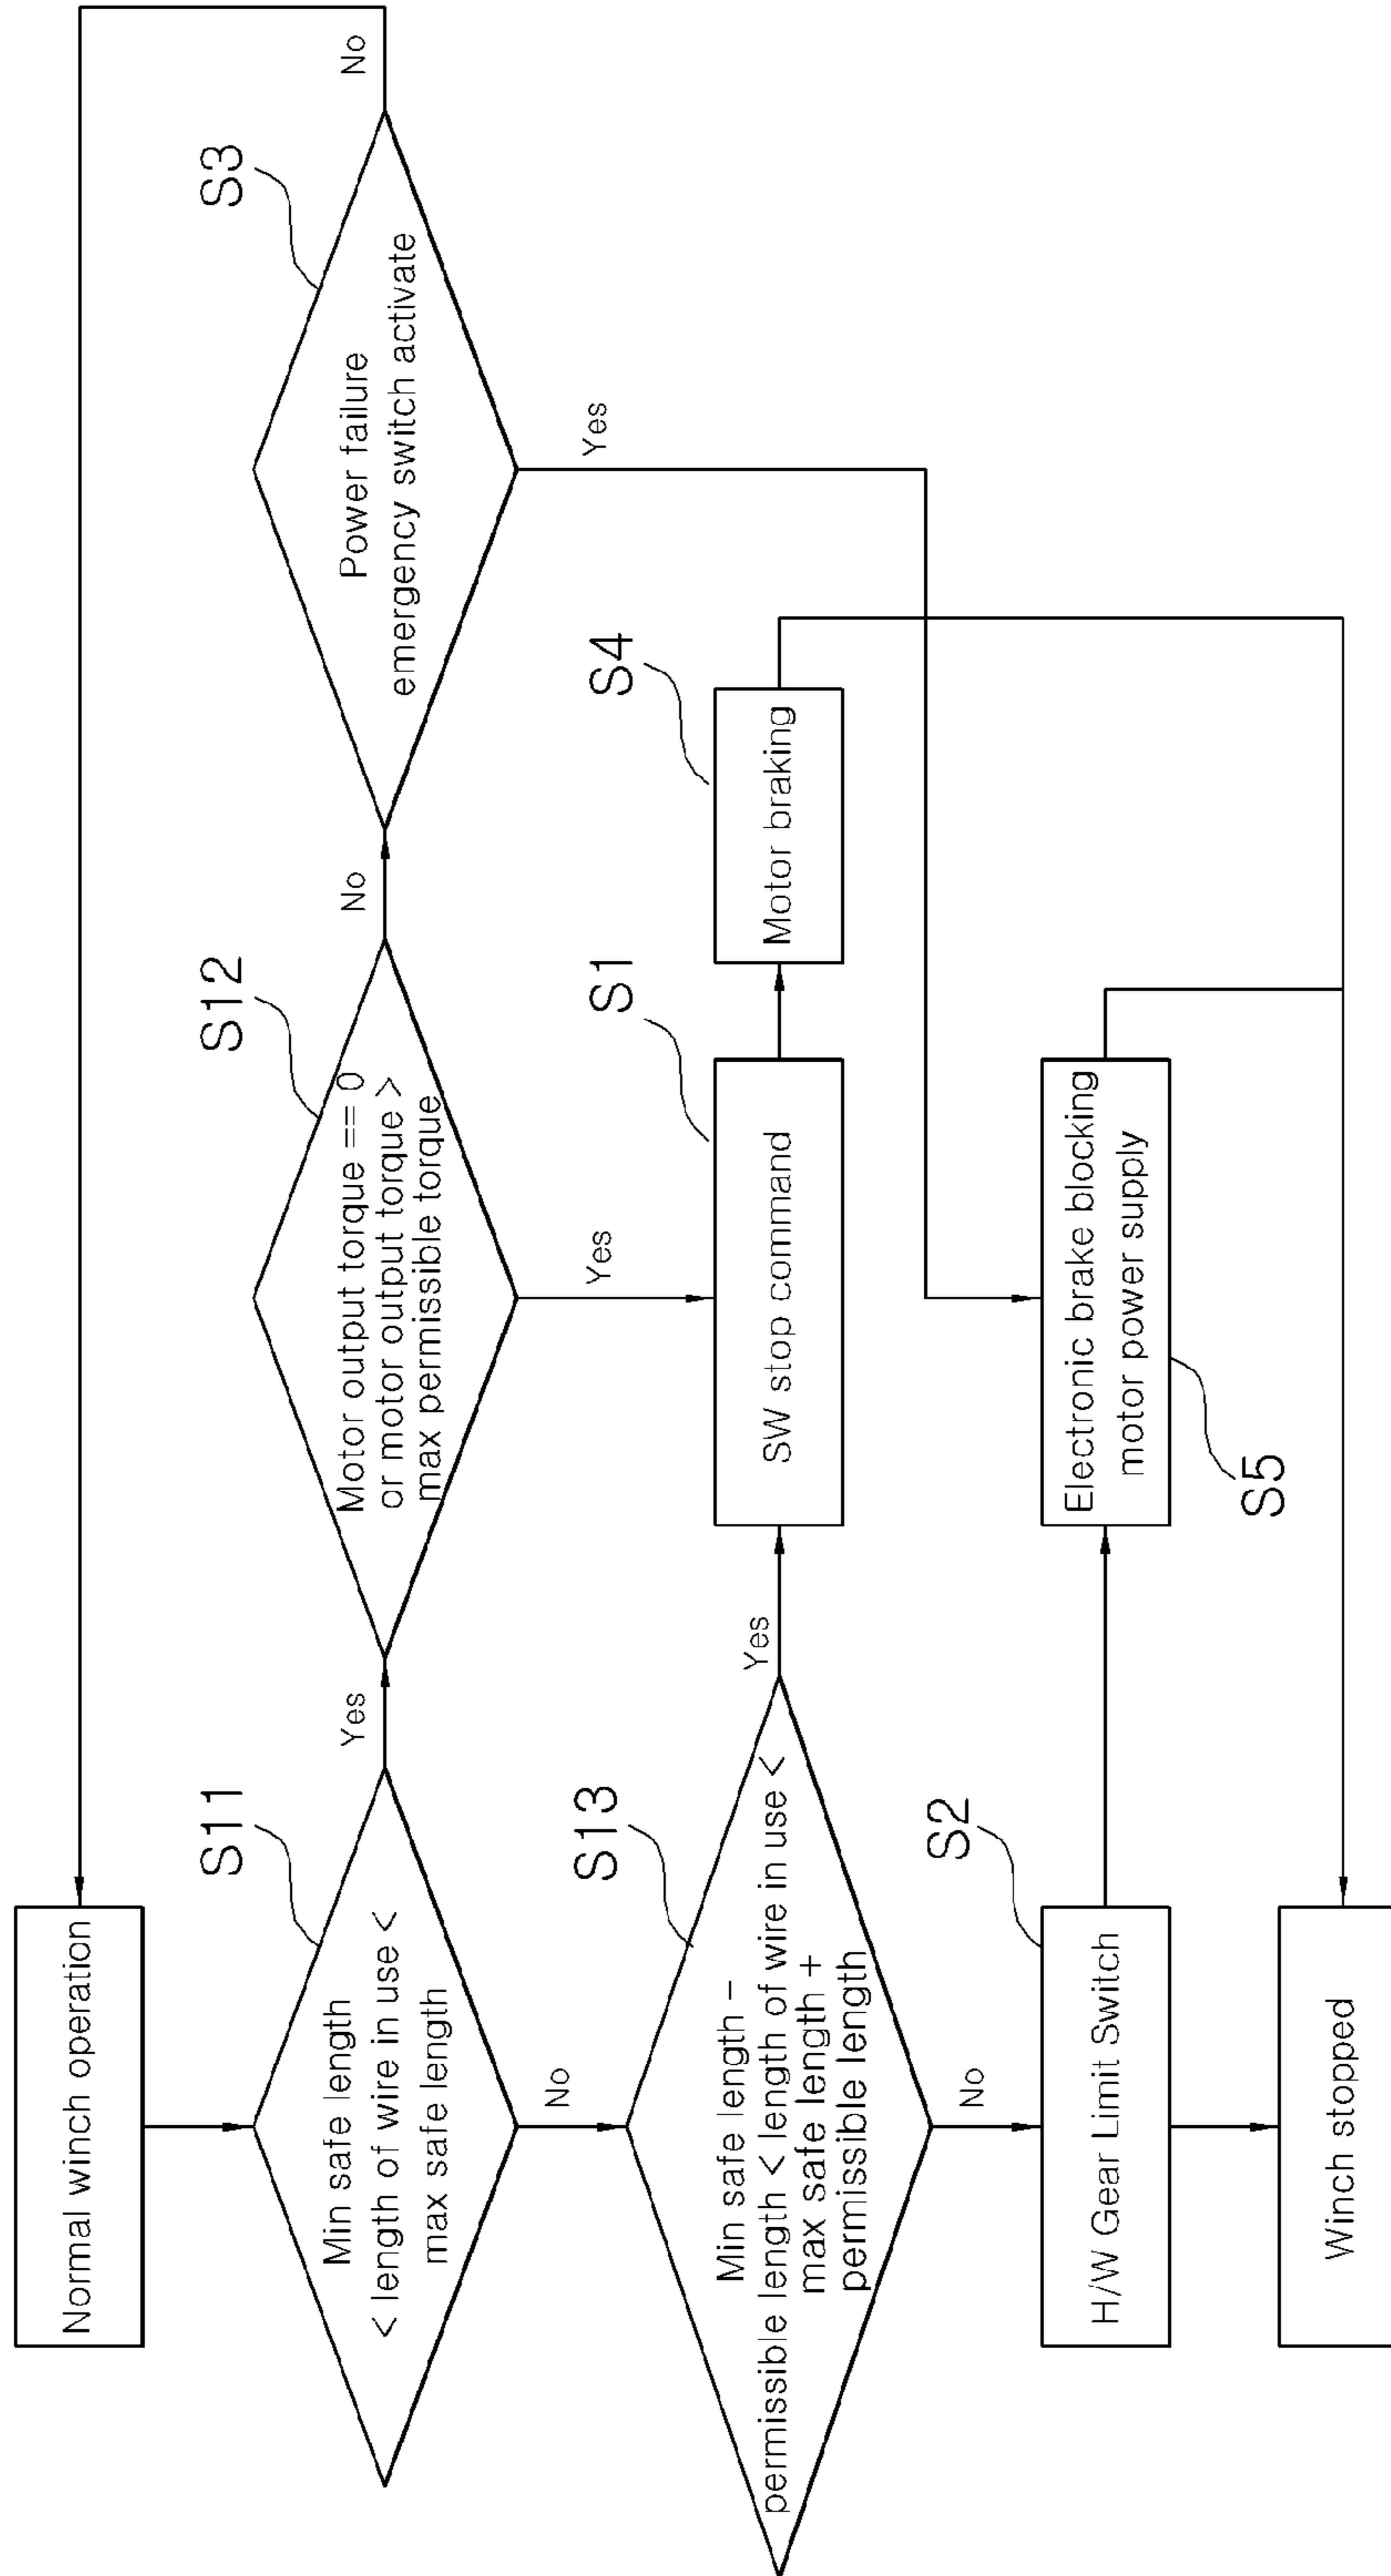 Normal winch operation
S11
Min safe length
< length of wire in use <
max safe length
Yes
No
S12
Motor output torque == 0
or motor output torque >
max permissible torque
No
Yes
S3
Power failure
emergency switch activate
No
Yes
S13
Min safe length -
permissible length < length of wire in use <
max safe length +
permissible length
Yes
No
S1
SW stop command
S4
Motor braking
S2
H/W Gear Limit Switch
Electronic brake blocking
motor power supply
S5
Winch stopped